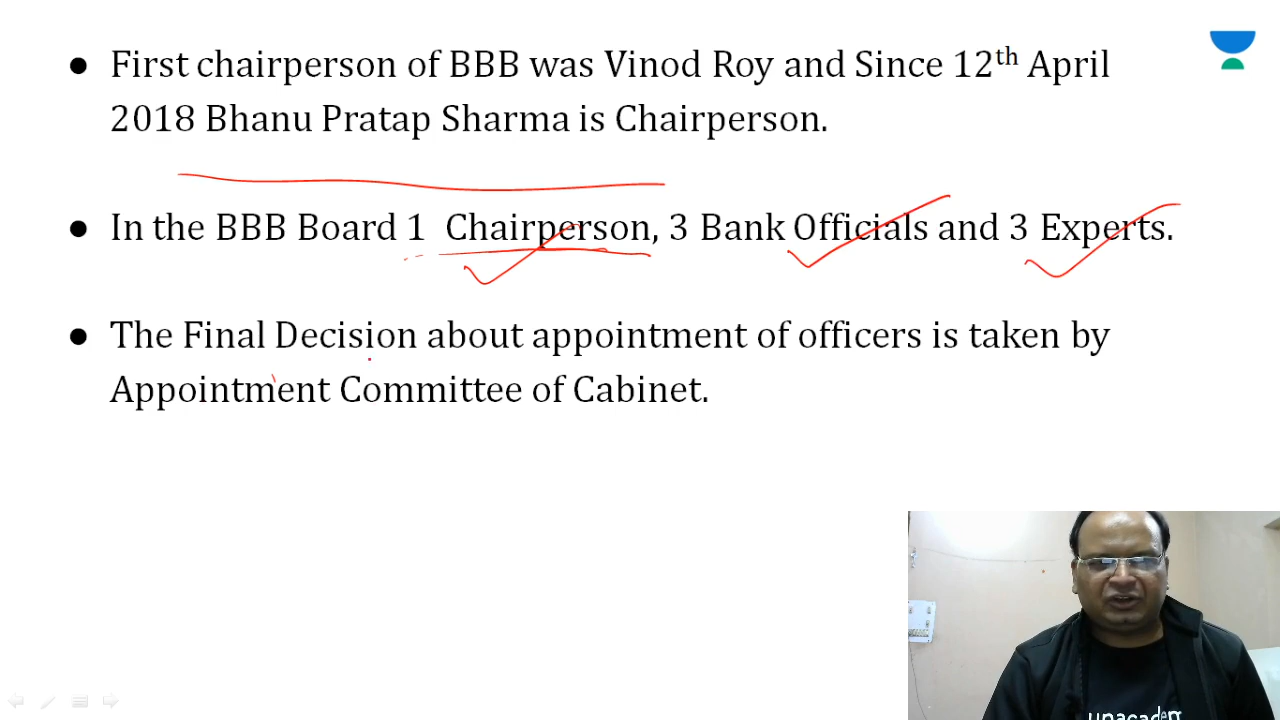 ● First chairperson of BBB was Vinod Roy and Since 12th April
2018 Bhanu Pratap Sharma is Chairperson.
● In the BBB Board 1 Chairperson, 3 Bank Officials and 3 Experts.
● The Final Decision about appointment of officers is taken by
Appointment Committee of Cabinet.